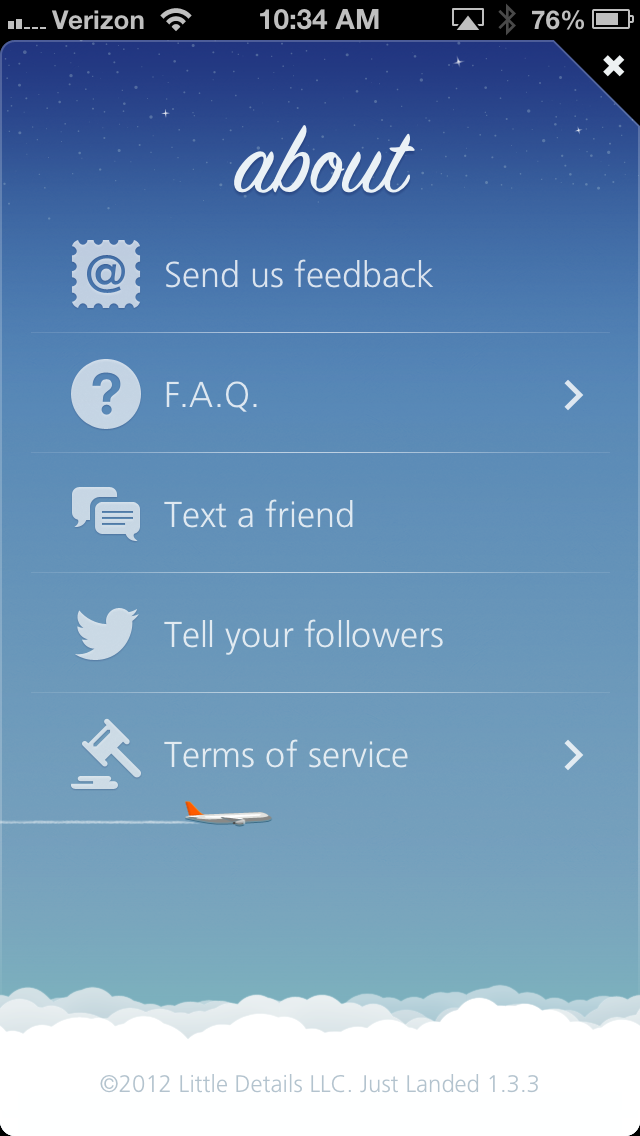 Verizon 10:34 AM 76%
about
@ Send us feedback
? F.A.Q.
Text a friend
Tell your followers
Terms of service
©2012 Little Details LLC. Just Landed 1.3.3